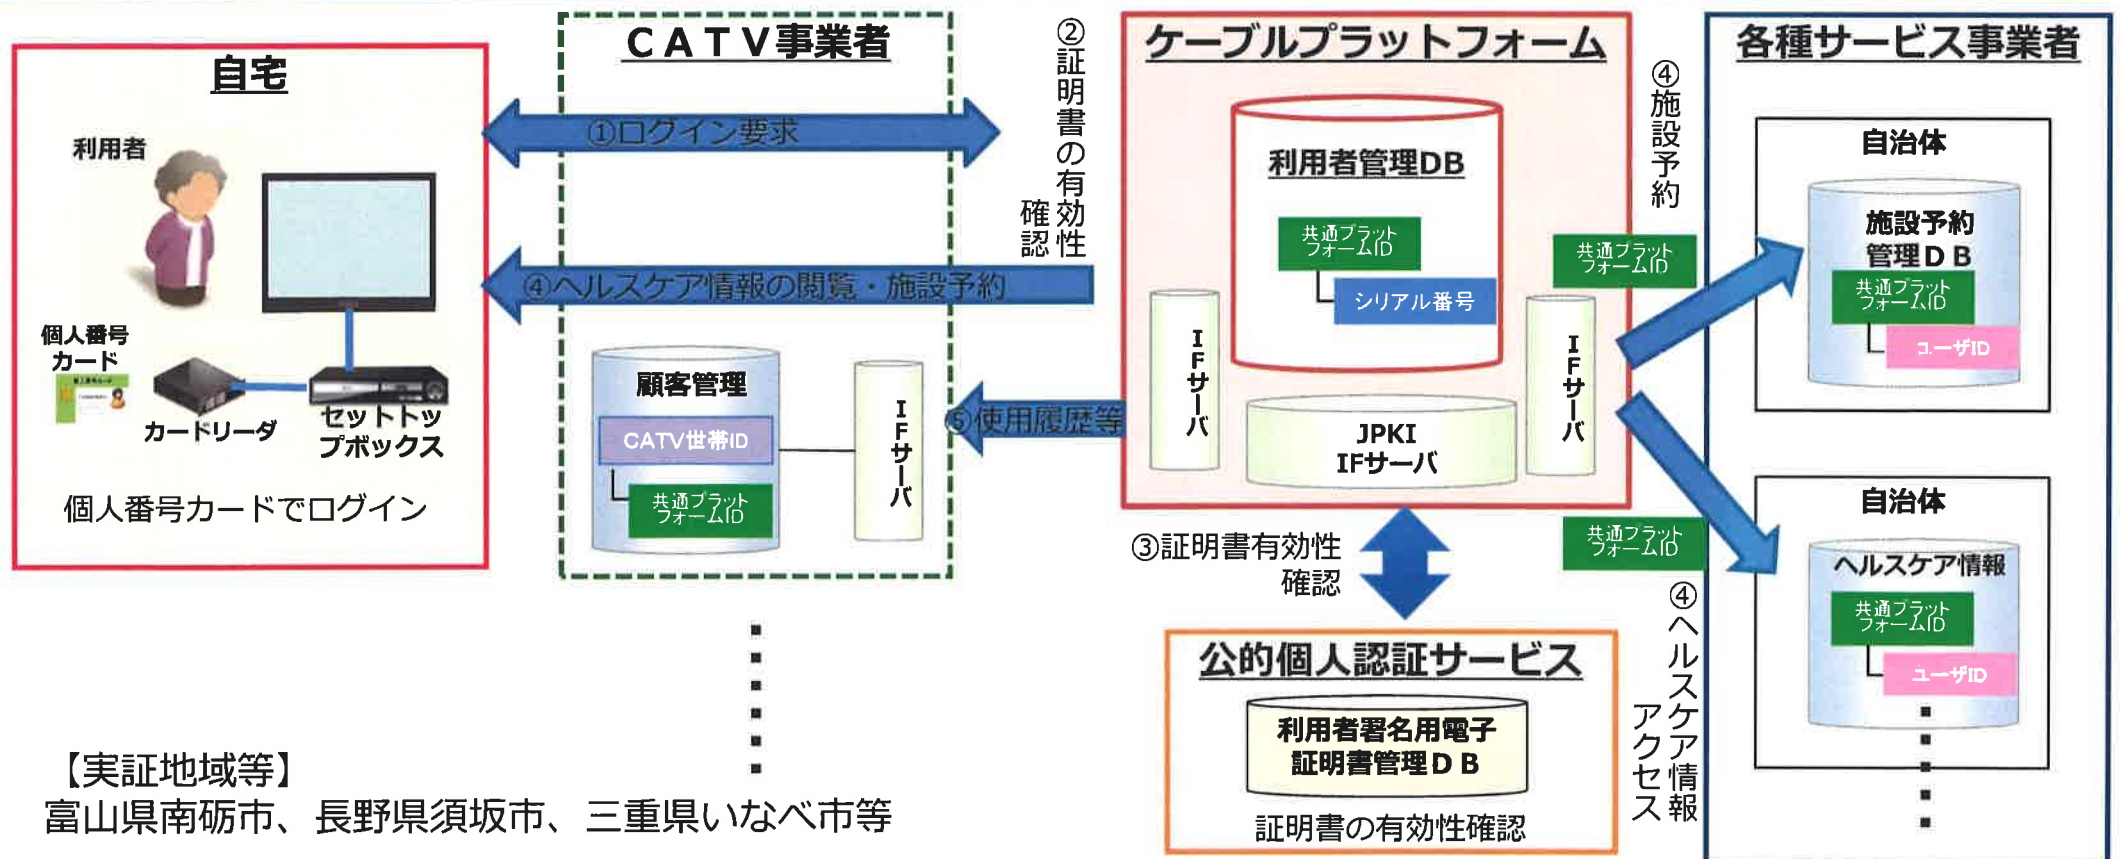 自宅
利用者
個人番号
カード
カードリーダ
セットトッ
プボックス
個人番号カードでログイン
CATV事業者
①ログイン要求
④ヘルスケア情報の閲覧・施設予約
顧客管理
CATV世帯ID
共通プラット
フォームID
IFサーバ
⑤使用履歴等
②証明書の有効性
確認
ケーブルプラットフォーム
利用者管理DB
共通プラット
フォームID
シリアル番号
IFサーバ
JPKI
IFサーバ
IFサーバ
③証明書有効性
確認
公的個人認証サービス
利用者署名用電子
証明書管理DB
証明書の有効性確認
④施設予約
共通プラット
フォームID
共通プラット
フォームID
④ヘルスケア情報
アクセス
各種サービス事業者
自治体
施設予約
管理DB
共通プラット
フォームID
ユーザID
自治体
ヘルスケア情報
共通プラット
フォームID
ユーザID
【実証地域等】
富山県南砺市、長野県須坂市、三重県いなべ市等